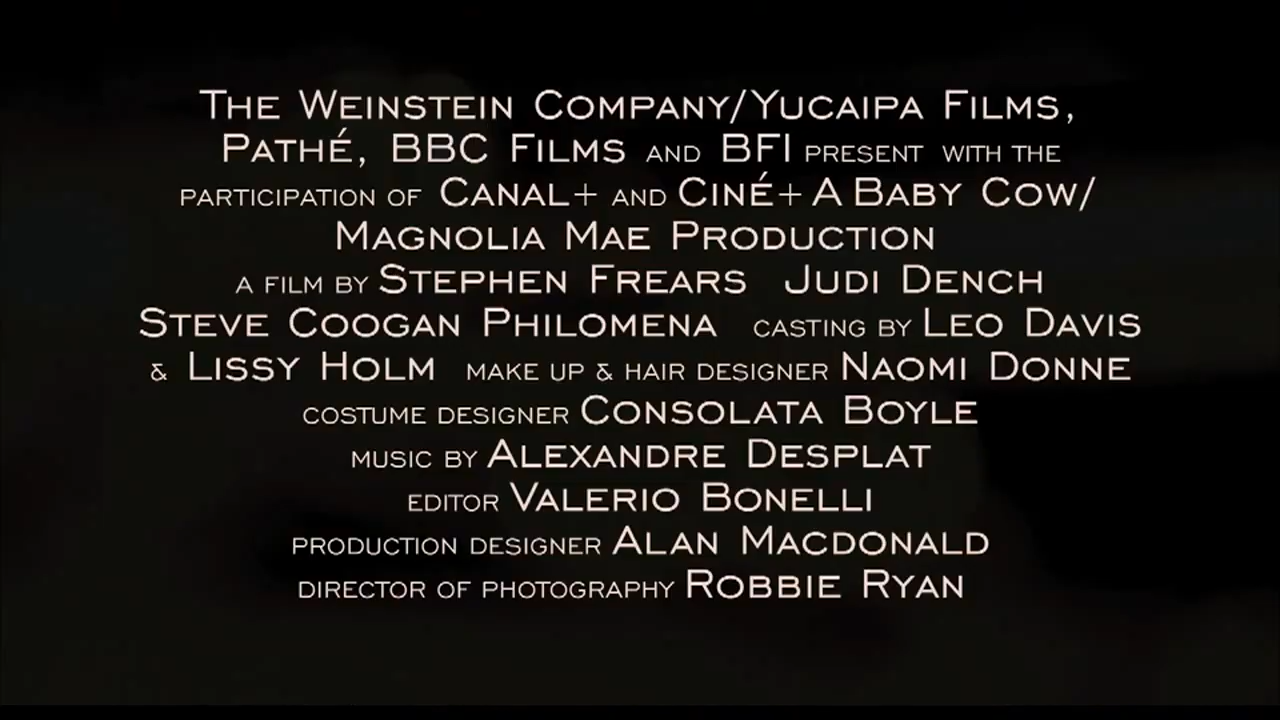 The Weinstein Company/Yucaipa Films,
Pathé, BBC Films and BFI present with the
participation of Canal+ and Ciné+ A Baby Cow/
Magnolia Mae Production
a film by Stephen Frears Judi Dench
Steve Coogan Philomena casting by Leo Davis
& Lissy Holm make up & hair designer Naomi Donne
costume designer Consolata Boyle
music by Alexandre Desplat
editor Valerio Bonelli
production designer Alan Macdonald
director of photography Robbie Ryan